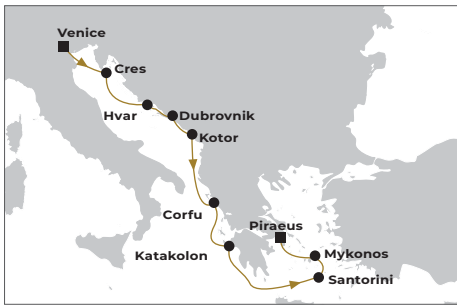 Venice
Cres
Hvar
Dubrovnik
Kotor
Corfu
Piraeus
Katakolon
Mykonos
Santorini